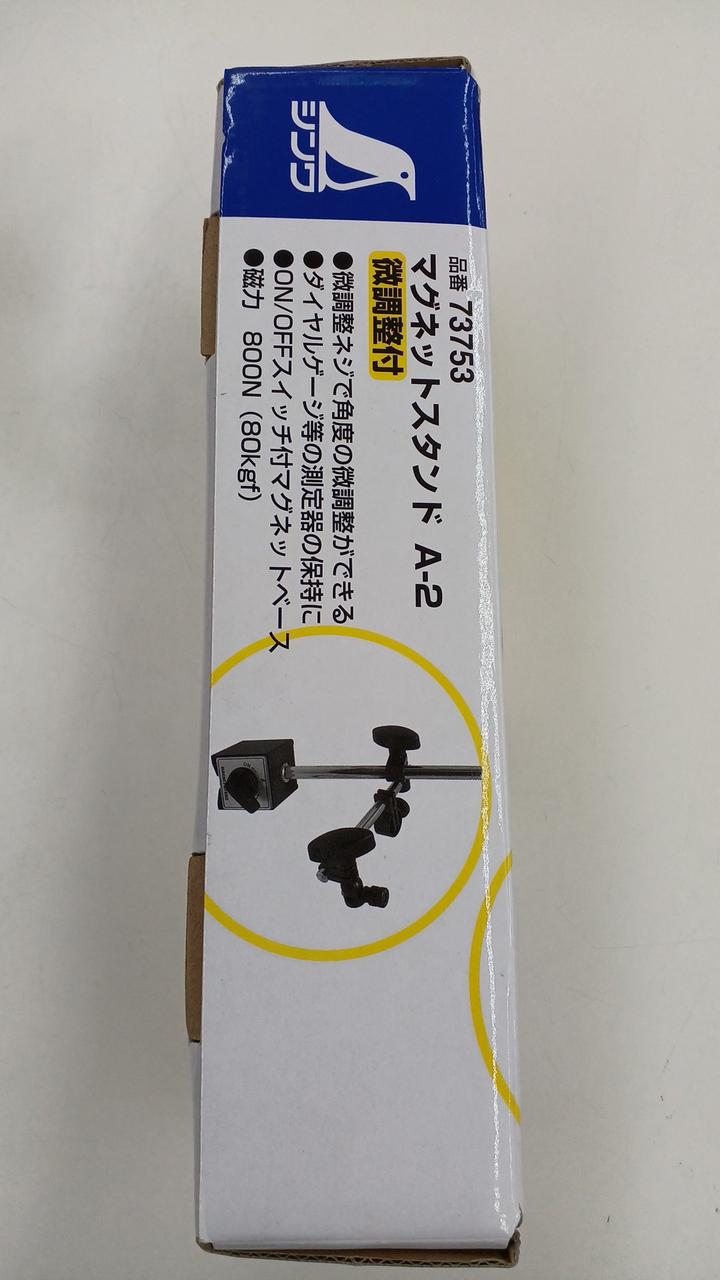 シンワ
品番 73753
マグネットスタンド A-2
微調整付
●微調整ネジで角度の微調整ができる
●ダイヤルゲージ等の測定器の保持に
●ON/OFFスイッチ付マグネットベース
●磁力 800N（80kgf）
ON